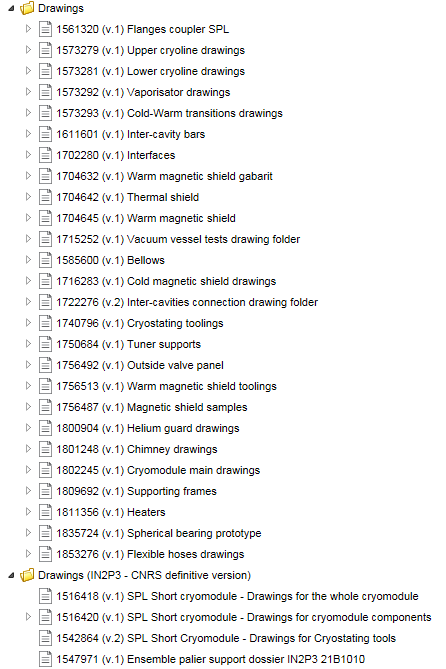 Drawings
1561320 (v.1) Flanges coupler SPL
1573279 (v.1) Upper cryoline drawings
1573281 (v.1) Lower cryoline drawings
1573292 (v.1) Vaporisator drawings
1573293 (v.1) Cold-Warm transitions drawings
1611601 (v.1) Inter-cavity bars
1702280 (v.1) Interfaces
1704632 (v.1) Warm magnetic shield gabarit
1704642 (v.1) Thermal shield
1704645 (v.1) Warm magnetic shield
1715252 (v.1) Vacuum vessel tests drawing folder
1585600 (v.1) Bellows
1716283 (v.1) Cold magnetic shield drawings
1722276 (v.2) Inter-cavities connection drawing folder
1740796 (v.1) Cryostating toolings
1750684 (v.1) Tuner supports
1756492 (v.1) Outside valve panel
1756513 (v.1) Warm magnetic shield toolings
1756487 (v.1) Magnetic shield samples
1800904 (v.1) Helium guard drawings
1801248 (v.1) Chimney drawings
1802245 (v.1) Cryomodule main drawings
1809692 (v.1) Supporting frames
1811356 (v.1) Heaters
1835724 (v.1) Spherical bearing prototype
1853276 (v.1) Flexible hoses drawings
Drawings (IN2P3 - CNRS definitive version)
1516418 (v.1) SPL Short cryomodule - Drawings for the whole cryomodule
1516420 (v.1) SPL Short cryomodule - Drawings for cryomodule components
1542864 (v.2) SPL Short Cryomodule - Drawings for Cryostating tools
1547971 (v.1) Ensemble palier support dossier IN2P3 21B1010